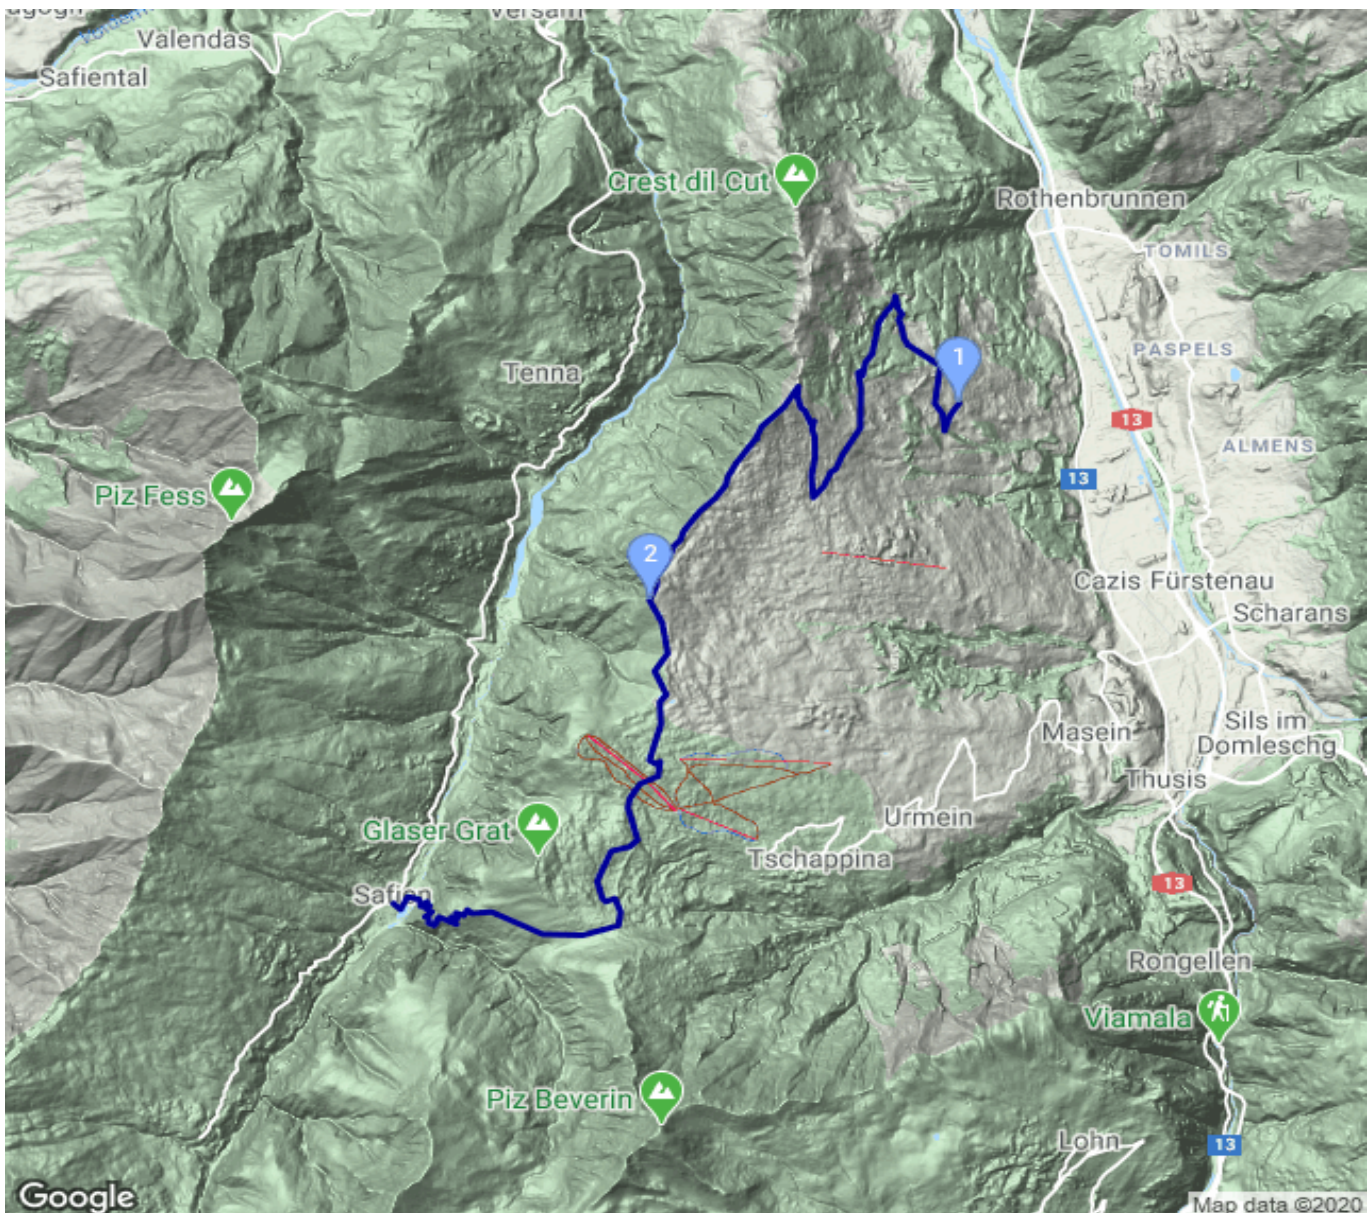 Versam
Valendas
Safiental
Crest dil Cut
Rothenbrunnen
TOMILS
1
PASPELS
Tenna
13
ALMENS
13
Piz Fess
2
Cazis Fürstenau
Scharans
Sils im
Domleschg
Masein
Thusis
Urmein
Glaser Grat
Tschappina
13
Safien
Rongellen
Viamala
Piz Beverin
Lohn
13
Google
Map data ©2020